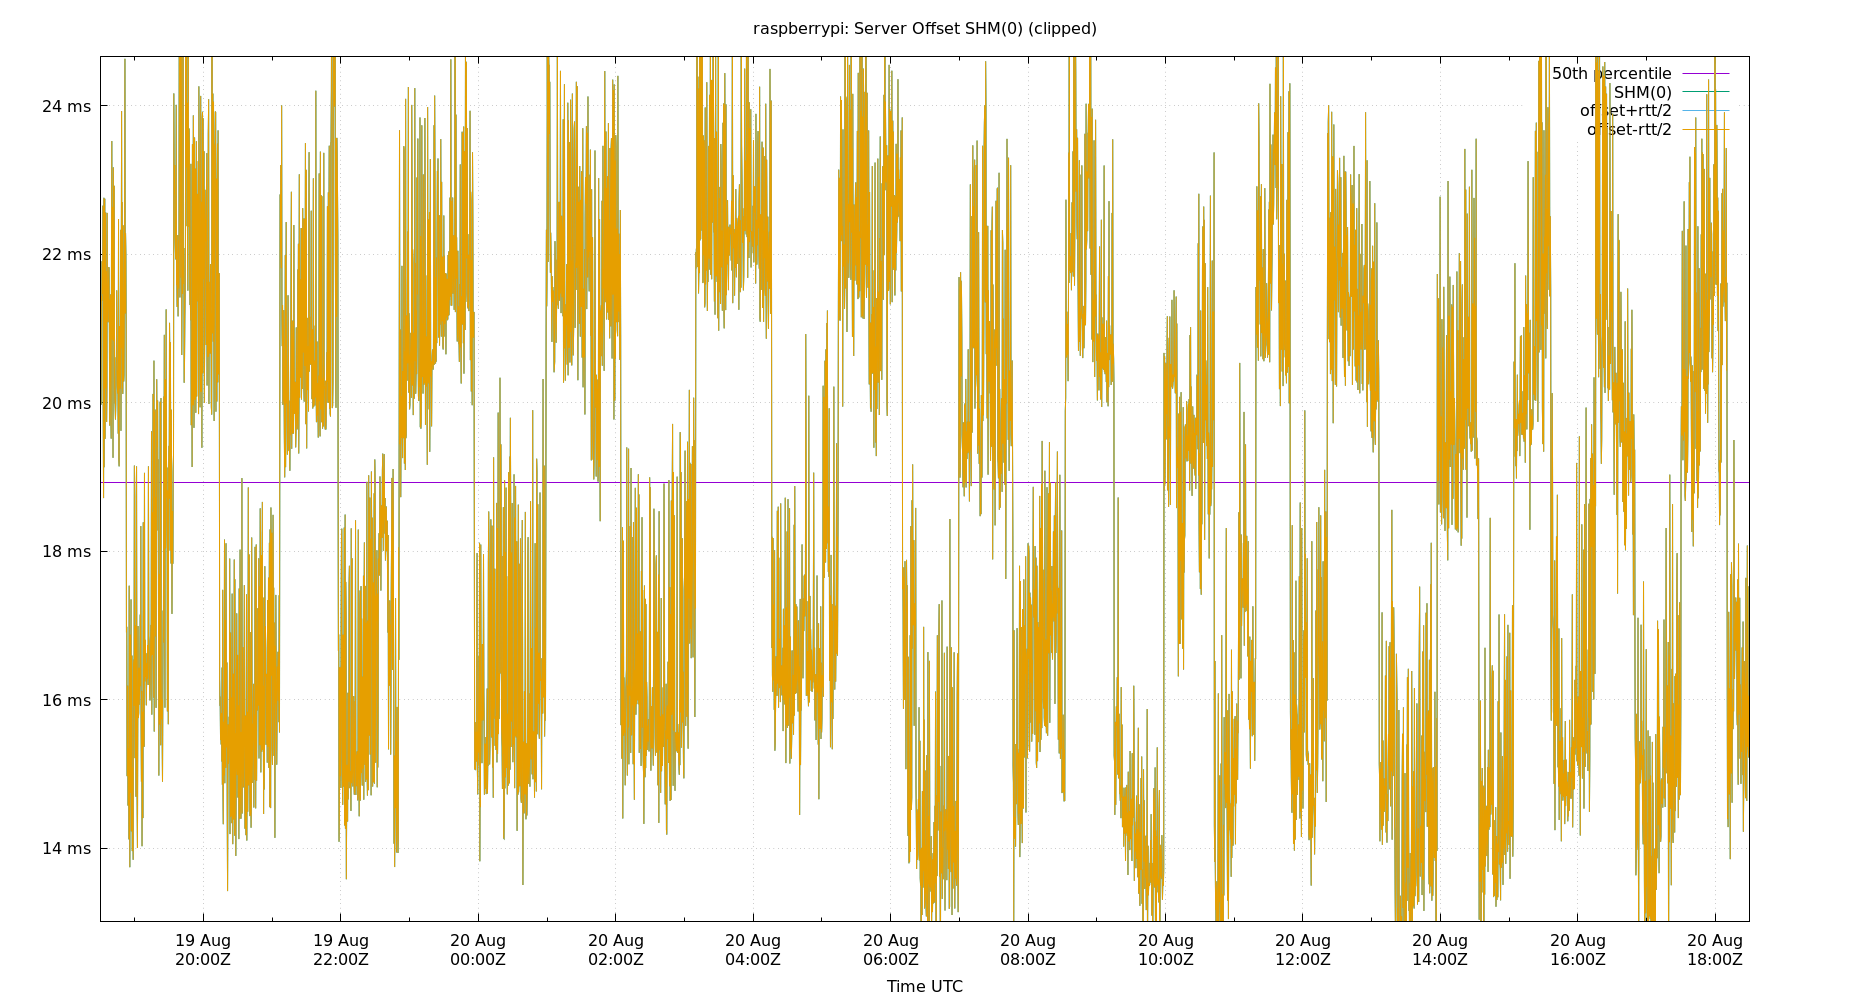 raspberrypi: Server Offset SHM(0) (clipped)
50th percentile
SHM(0)
offset+rtt/2
offset-rtt/2
24 ms
22 ms
20 ms
18 ms
16 ms
14 ms
19 Aug 19 Aug 20 Aug 20 Aug 20 Aug 20 Aug 20 Aug 20 Aug 20 Aug 20 Aug 20 Aug 20 Aug
20:00Z 22:00Z 00:00Z 02:00Z 04:00Z 06:00Z 08:00Z 10:00Z 12:00Z 14:00Z 16:00Z 18:00Z
Time UTC